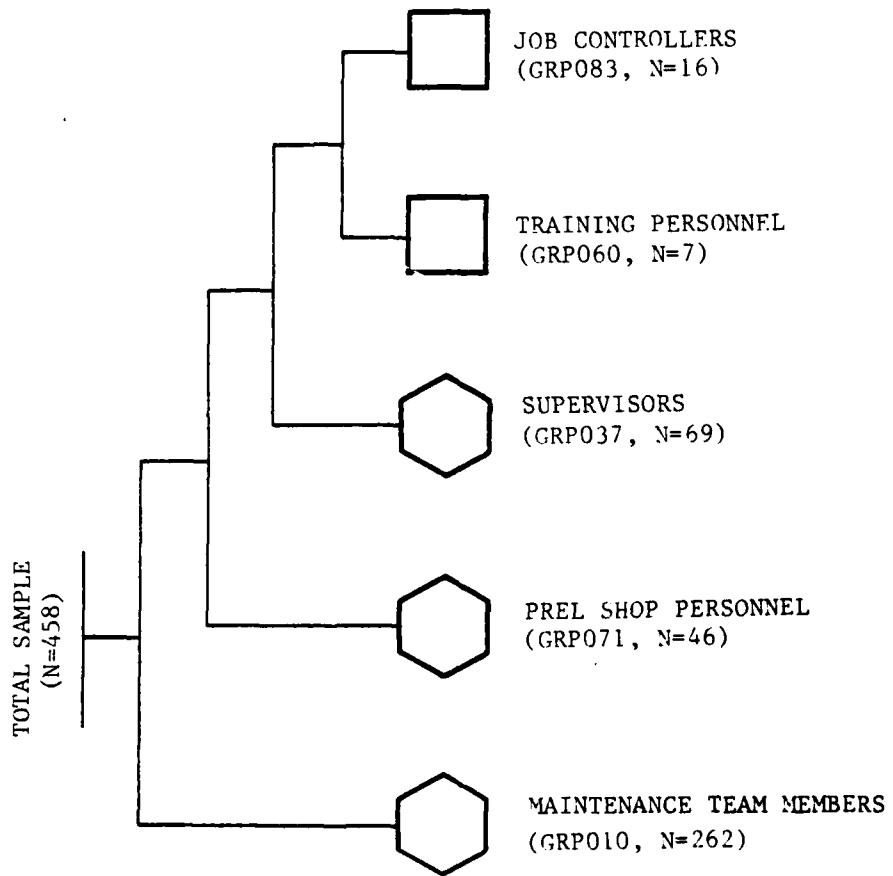 JOB CONTROLLERS
(GRP083, N=16)
TRAINING PERSONNEL
(GRP060, N=7)
SUPERVISORS
(GRP037, N=69)
PREL SHOP PERSONNEL
(GRP071, N=46)
MAINTENANCE TEAM MEMBERS
(GRP010, N=262)
TOTAL SAMPLE
(N=458)